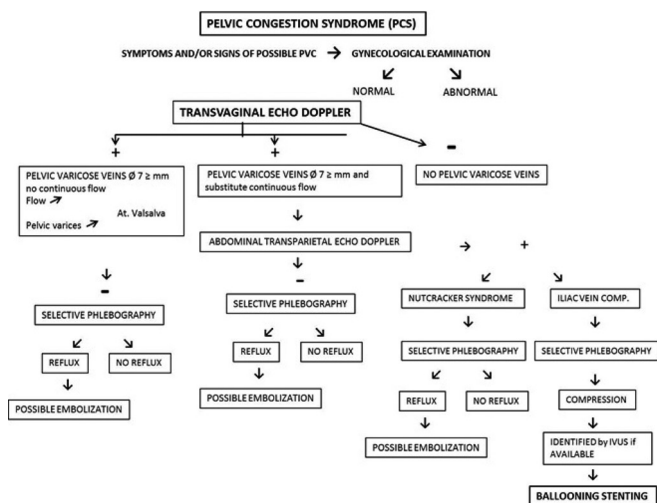 PELVIC CONGESTION SYNDROME (PCS)
SYMPTOMS AND/OR SIGNS OF POSSIBLE PVC → GYNECOLOGICAL EXAMINATION
NORMAL
ABNORMAL
TRANSVAGINAL ECHO DOPPLER
+
+
-
PELVIC VARICOSE VEINS Ø 7 ≥ mm
no continuous flow
Flow ↗
At. Valsalva
Pelvic varices ↗
PELVIC VARICOSE VEINS Ø 7 ≥ mm and
substitute continuous flow
NO PELVIC VARICOSE VEINS
ABDOMINAL TRANSPARIETAL ECHO DOPPLER → +
-
-
SELECTIVE PHLEBOGRAPHY
SELECTIVE PHLEBOGRAPHY
NUTCRACKER SYNDROME
ILIAC VEIN COMP.
REFLUX
NO REFLUX
REFLUX
NO REFLUX
SELECTIVE PHLEBOGRAPHY
SELECTIVE PHLEBOGRAPHY
POSSIBLE EMBOLIZATION
POSSIBLE EMBOLIZATION
REFLUX
NO REFLUX
COMPRESSION
POSSIBLE EMBOLIZATION
IDENTIFIED by IVUS if
AVAILABLE
BALLOONING STENTING